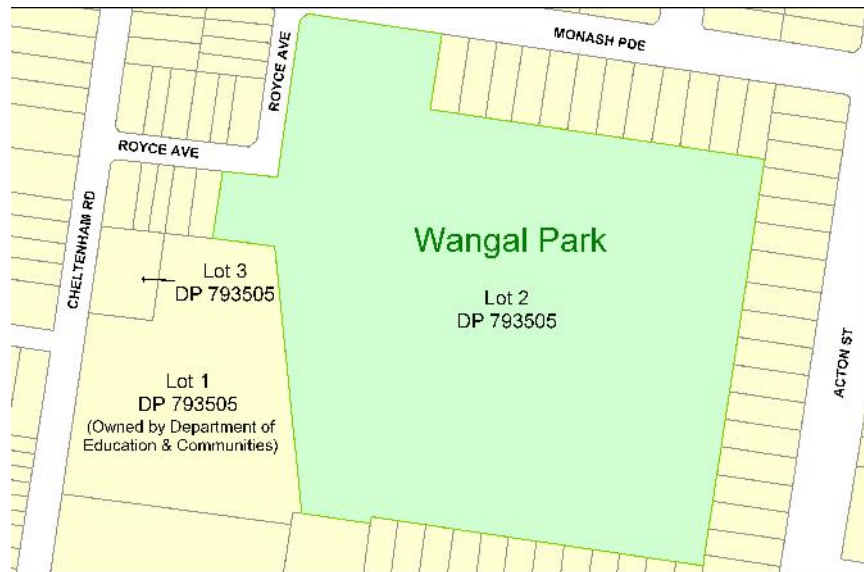 MONASH PDE
ROYCE AVE
ROYCE AVE
CHELTENHAM RD
Wangal Park
Lot 3
DP 793505
Lot 2
DP 793505
ACTON ST
Lot 1
DP 793505
(Owned by Department of
Education & Communities)